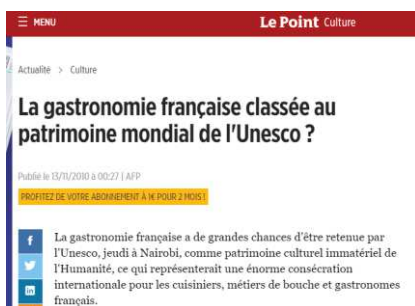 MENU
Le Point Culture
Actualité > Culture
La gastronomie française classée au
patrimoine mondial de l'Unesco ?
Publié le 13/11/2010 à 00:27 | AFP
PROFITEZ DE VOTRE ABONNEMENT À 1€ POUR 2 MOIS !
La gastronomie française a de grandes chances d'être retenue par
l'Unesco, jeudi à Nairobi, comme patrimoine culturel immatériel de
l'Humanité, ce qui représenterait une énorme consécration
internationale pour les cuisiniers, métiers de bouche et gastronomes
français.